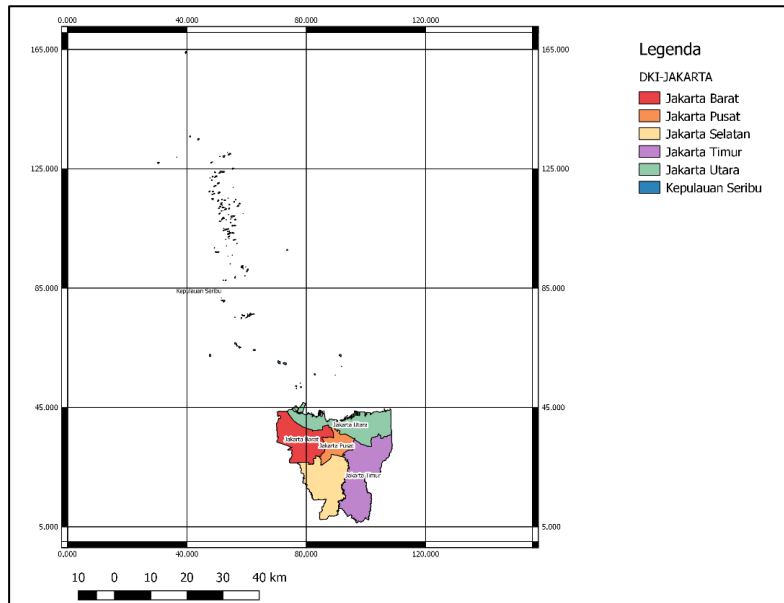 0.000 40.000 80.000 120.000
165.000 165.000
125.000 125.000
85.000 85.000
Kepulauan Seribu
45.000 45.000
Jakarta Utara
Jakarta Barat
Jakarta Pusat
Jakarta Timur
5.000 5.000
0.000 40.000 80.000 120.000
10 0 10 20 30 40 km
Legenda
DKI-JAKARTA
Jakarta Barat
Jakarta Pusat
Jakarta Selatan
Jakarta Timur
Jakarta Utara
Kepulauan Seribu